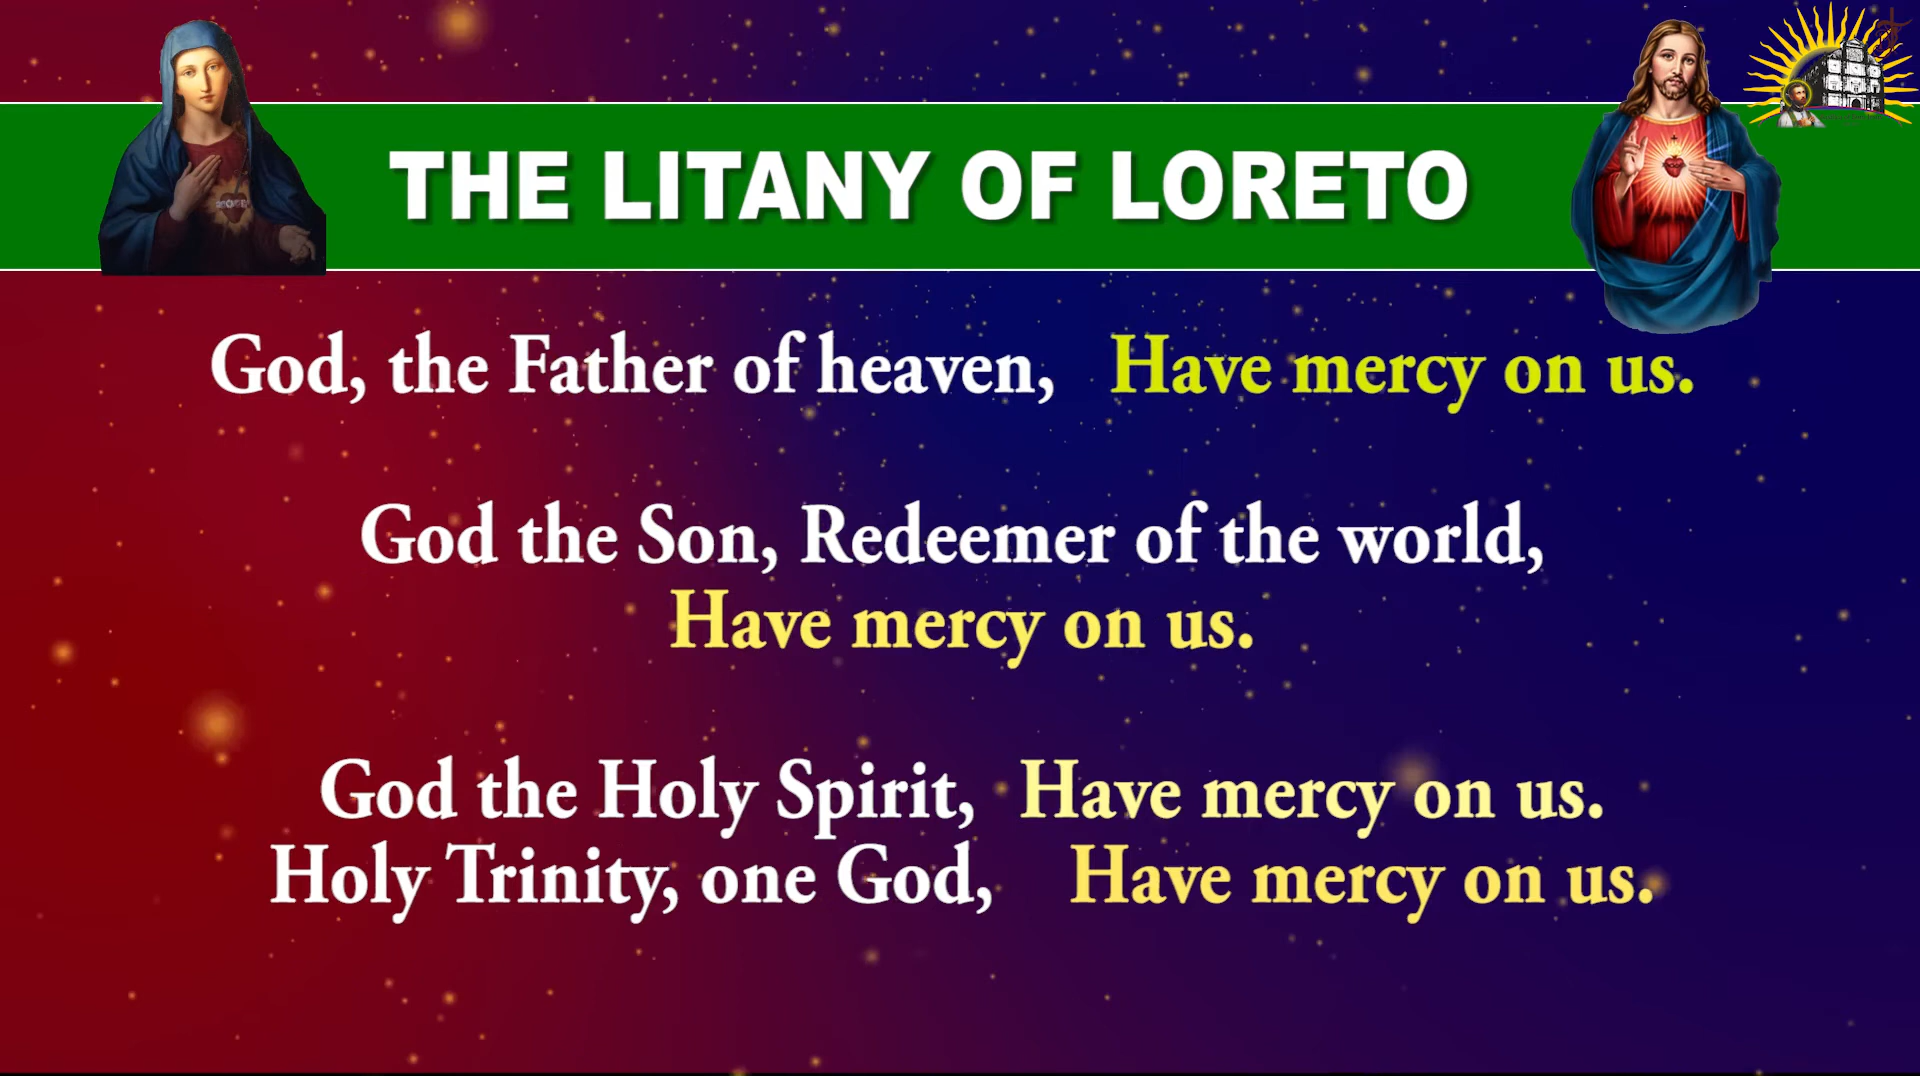 THE LITANY OF LORETO
God, the Father of heaven, Have mercy on us.
God the Son, Redeemer of the world,
Have mercy on us.
God the Holy Spirit, Have mercy on us.
Holy Trinity, one God, Have mercy on us.